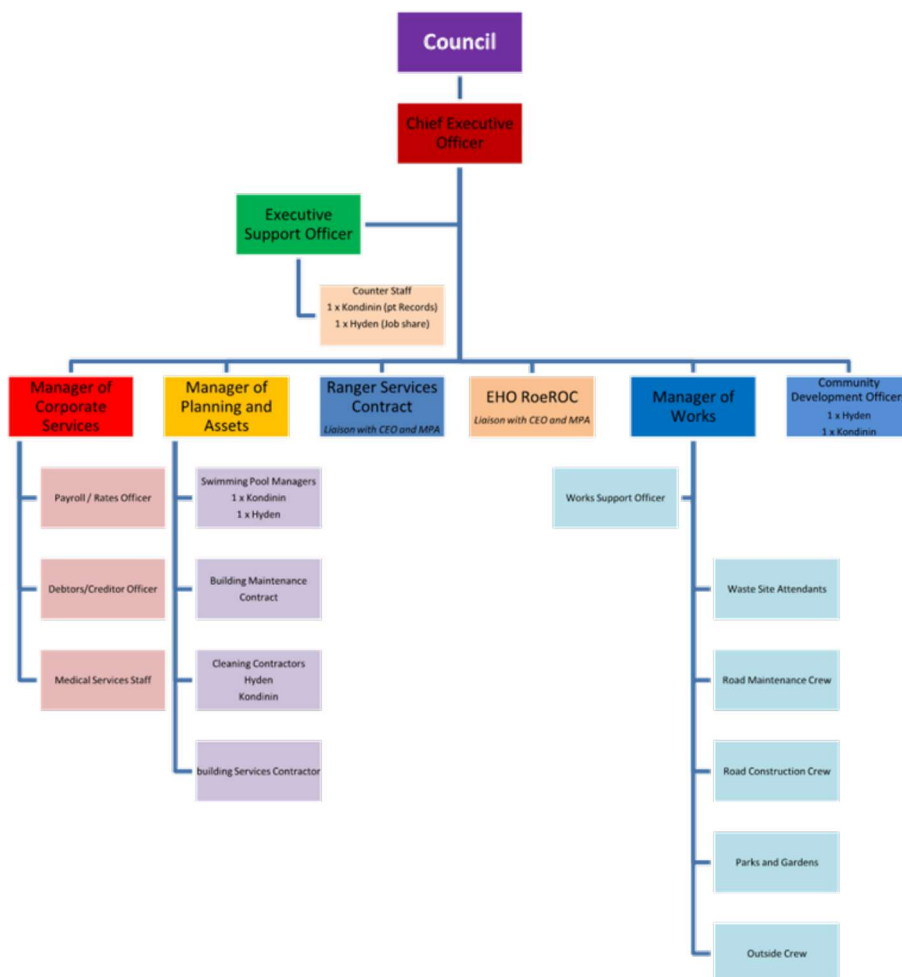 Council
Chief Executive
Officer
Executive
Support Officer
Counter Staff
1 x Kondinin (pt Records)
1 x Hyden (Job share)
Manager of
Corporate
Services
Manager of
Planning and
Assets
Ranger Services
Contract
Liaison with CEO and MPA
EHO RoeROC
Liaison with CEO and MPA
Manager of
Works
Community
Development Officer
1 x Hyden
1 x Kondinin
Payroll / Rates Officer
Debtors/Creditor Officer
Medical Services Staff
Swimming Pool Managers
1 x Kondinin
1 x Hyden
Building Maintenance
Contract
Cleaning Contractors
Hyden
Kondinin
building Services Contractor
Works Support Officer
Waste Site Attendants
Road Maintenance Crew
Road Construction Crew
Parks and Gardens
Outside Crew